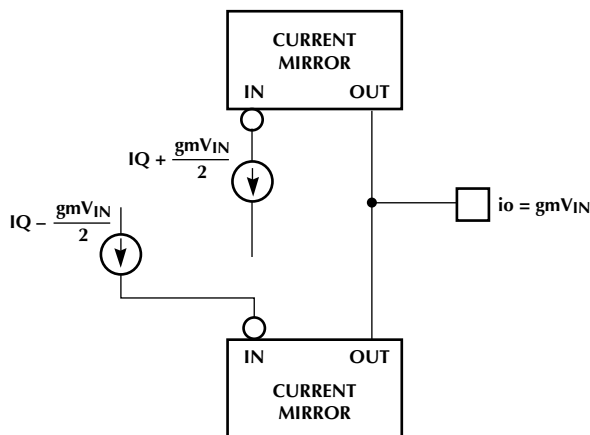 CURRENT
MIRROR
IN OUT
IQ + gmVIN
2
IQ – gmVIN
2
io = gmVIN
IN OUT
CURRENT
MIRROR